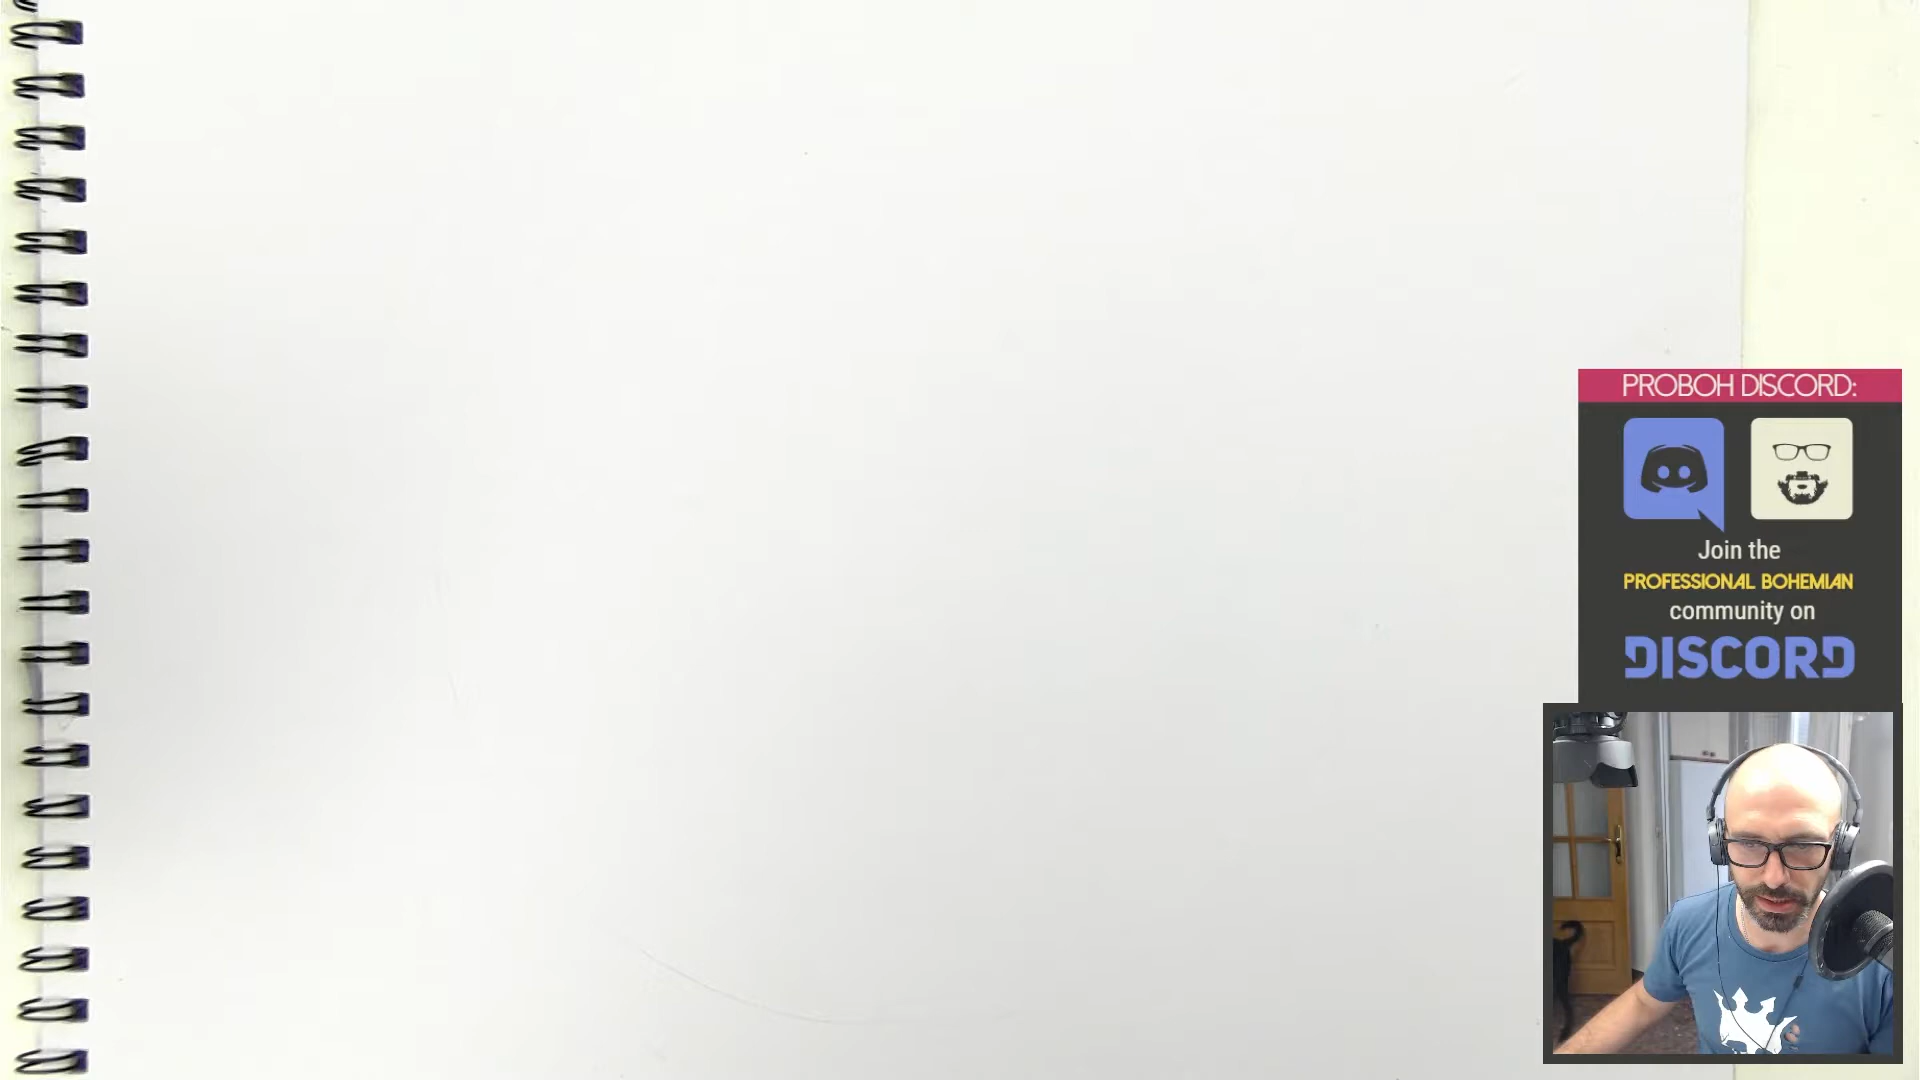 PROBOH DISCORD:
Join the
PROFESSIONAL BOHEMIAN
community on
DISCORD